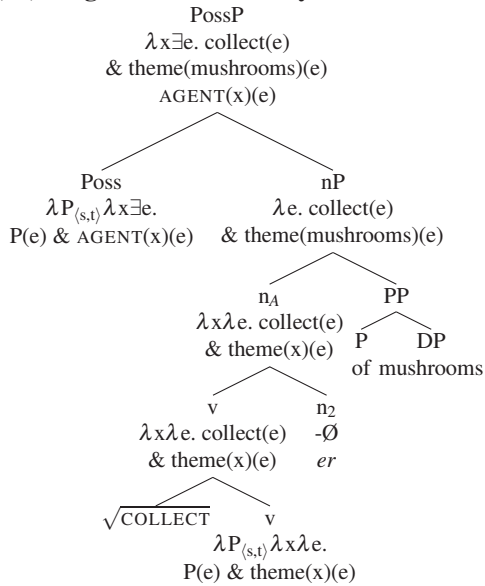 PossP
λx∃e. collect(e)
& theme(mushrooms)(e)
AGENT(x)(e)
Poss nP
λP⟨s,t⟩λx∃e. λe. collect(e)
P(e) & AGENT(x)(e) & theme(mushrooms)(e)
n_A PP
λxλe. collect(e) P DP
& theme(x)(e) of mushrooms
v n₂
λxλe. collect(e) -Ø
& theme(x)(e) er
√COLLECT v
λP⟨s,t⟩λxλe.
P(e) & theme(x)(e)